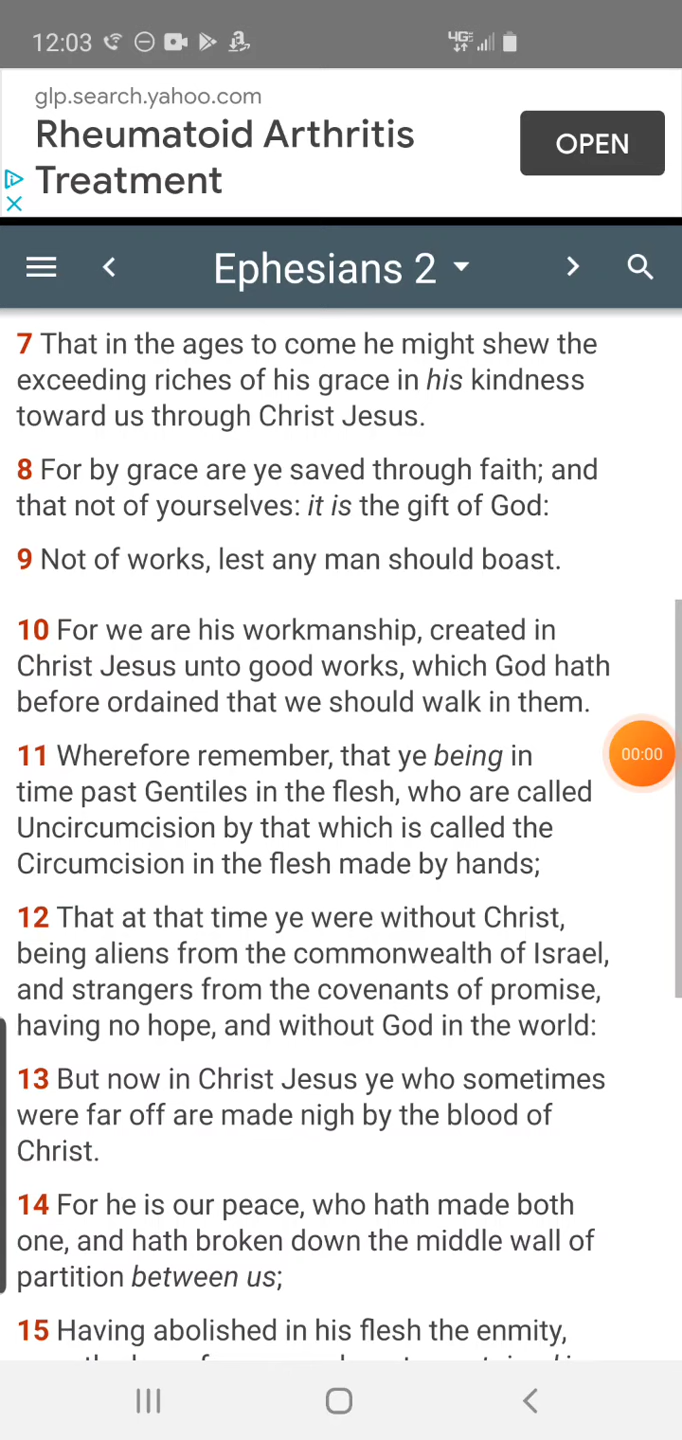 12:03
4GE
glp.search.yahoo.com
Rheumatoid Arthritis
Treatment
OPEN
Ephesians 2
7 That in the ages to come he might shew the
exceeding riches of his grace in his kindness
toward us through Christ Jesus.
8 For by grace are ye saved through faith; and
that not of yourselves: it is the gift of God:
9 Not of works, lest any man should boast.
10 For we are his workmanship, created in
Christ Jesus unto good works, which God hath
before ordained that we should walk in them.
00:00
11 Wherefore remember, that ye being in
time past Gentiles in the flesh, who are called
Uncircumcision by that which is called the
Circumcision in the flesh made by hands;
12 That at that time ye were without Christ,
being aliens from the commonwealth of Israel,
and strangers from the covenants of promise,
having no hope, and without God in the world:
13 But now in Christ Jesus ye who sometimes
were far off are made nigh by the blood of
Christ.
14 For he is our peace, who hath made both
one, and hath broken down the middle wall of
partition between us;
15 Having abolished in his flesh the enmity,